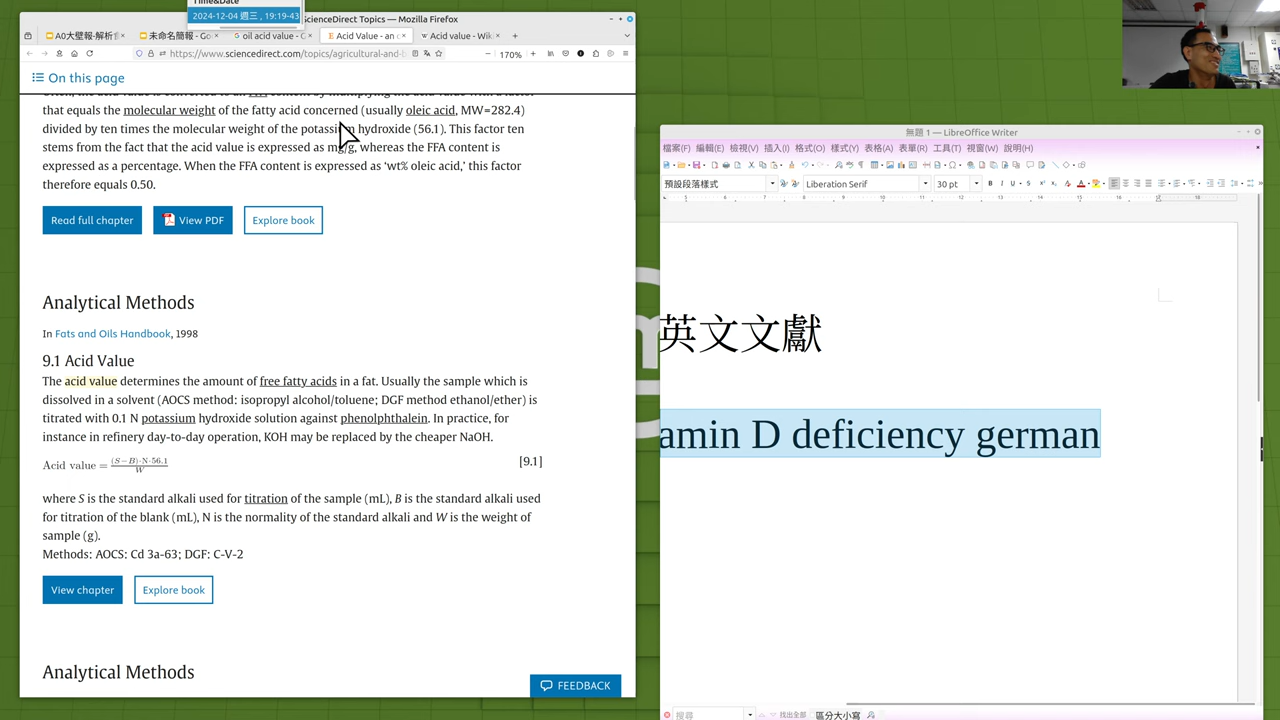 Time&Date
2024-12-04 週三 , 19:19-43
ScienceDirect Topics — Mozilla Firefox
A0大壁報-解析
未命名簡報 - Go
oil acid value - G
Acid Value - an
Acid value - Wiki
https://www.sciencedirect.com/topics/agricultural-and-b
170%
On this page
that equals the molecular weight of the fatty acid concerned (usually oleic acid, MW=282.4)
divided by ten times the molecular weight of the potassium hydroxide (56.1). This factor ten
stems from the fact that the acid value is expressed as mg/g, whereas the FFA content is
expressed as a percentage. When the FFA content is expressed as ‘wt% oleic acid,’ this factor
therefore equals 0.50.
Read full chapter
View PDF
Explore book
Analytical Methods
In Fats and Oils Handbook, 1998
9.1 Acid Value
The acid value determines the amount of free fatty acids in a fat. Usually the sample which is
dissolved in a solvent (AOCS method: isopropyl alcohol/toluene; DGF method ethanol/ether) is
titrated with 0.1 N potassium hydroxide solution against phenolphthalein. In practice, for
instance in refinery day-to-day operation, KOH may be replaced by the cheaper NaOH.
Acid value = (S−B)·N·56.1 / W [9.1]
where S is the standard alkali used for titration of the sample (mL), B is the standard alkali used
for titration of the blank (mL), N is the normality of the standard alkali and W is the weight of
sample (g).
Methods: AOCS: Cd 3a-63; DGF: C-V-2
View chapter
Explore book
Analytical Methods
FEEDBACK
無題 1 — LibreOffice Writer
檔案(F) 編輯(E) 檢視(V) 插入(I) 格式(O) 樣式(Y) 表格(A) 表單(R) 工具(T) 視窗(W) 說明(H)
預設段落樣式
Liberation Serif
30 pt
英文文獻
amin D deficiency german
搜尋
找出全部
區分大小寫